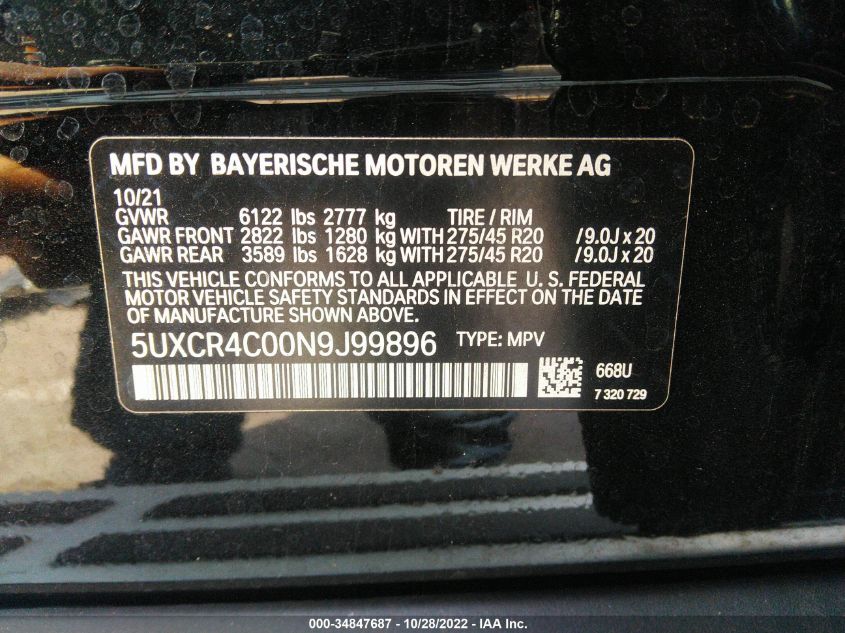 MFD BY BAYERISCHE MOTOREN WERKE AG
10/21
GVWR 6122 lbs 2777 kg TIRE / RIM
GAWR FRONT 2822 lbs 1280 kg WITH 275/45 R20 / 9.0J x 20
GAWR REAR 3589 lbs 1628 kg WITH 275/45 R20 / 9.0J x 20
THIS VEHICLE CONFORMS TO ALL APPLICABLE U. S. FEDERAL
MOTOR VEHICLE SAFETY STANDARDS IN EFFECT ON THE DATE
OF MANUFACTURE SHOWN ABOVE.
5UXCR4C00N9J99896 TYPE: MPV
668U
7 320 729
000-34847687 - 10/28/2022 - IAA Inc.